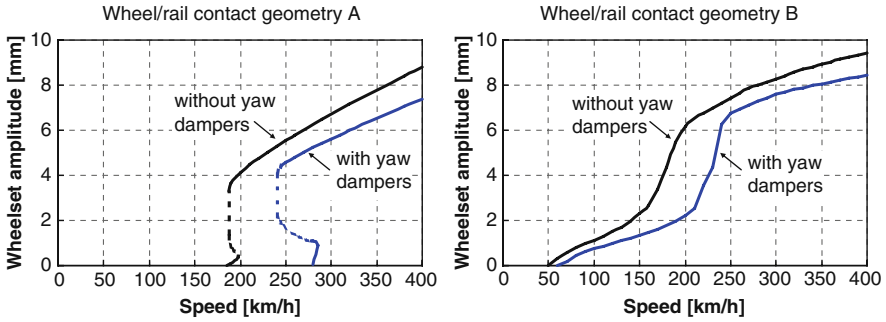 Wheel/rail contact geometry A
Wheelset amplitude [mm]
10
8
6
4
2
0
without yaw
dampers
with yaw
dampers
0 50 100 150 200 250 300 350 400
Speed [km/h]
Wheel/rail contact geometry B
Wheelset amplitude [mm]
10
8
6
4
2
0
without yaw
dampers
with yaw
dampers
0 50 100 150 200 250 300 350 400
Speed [km/h]